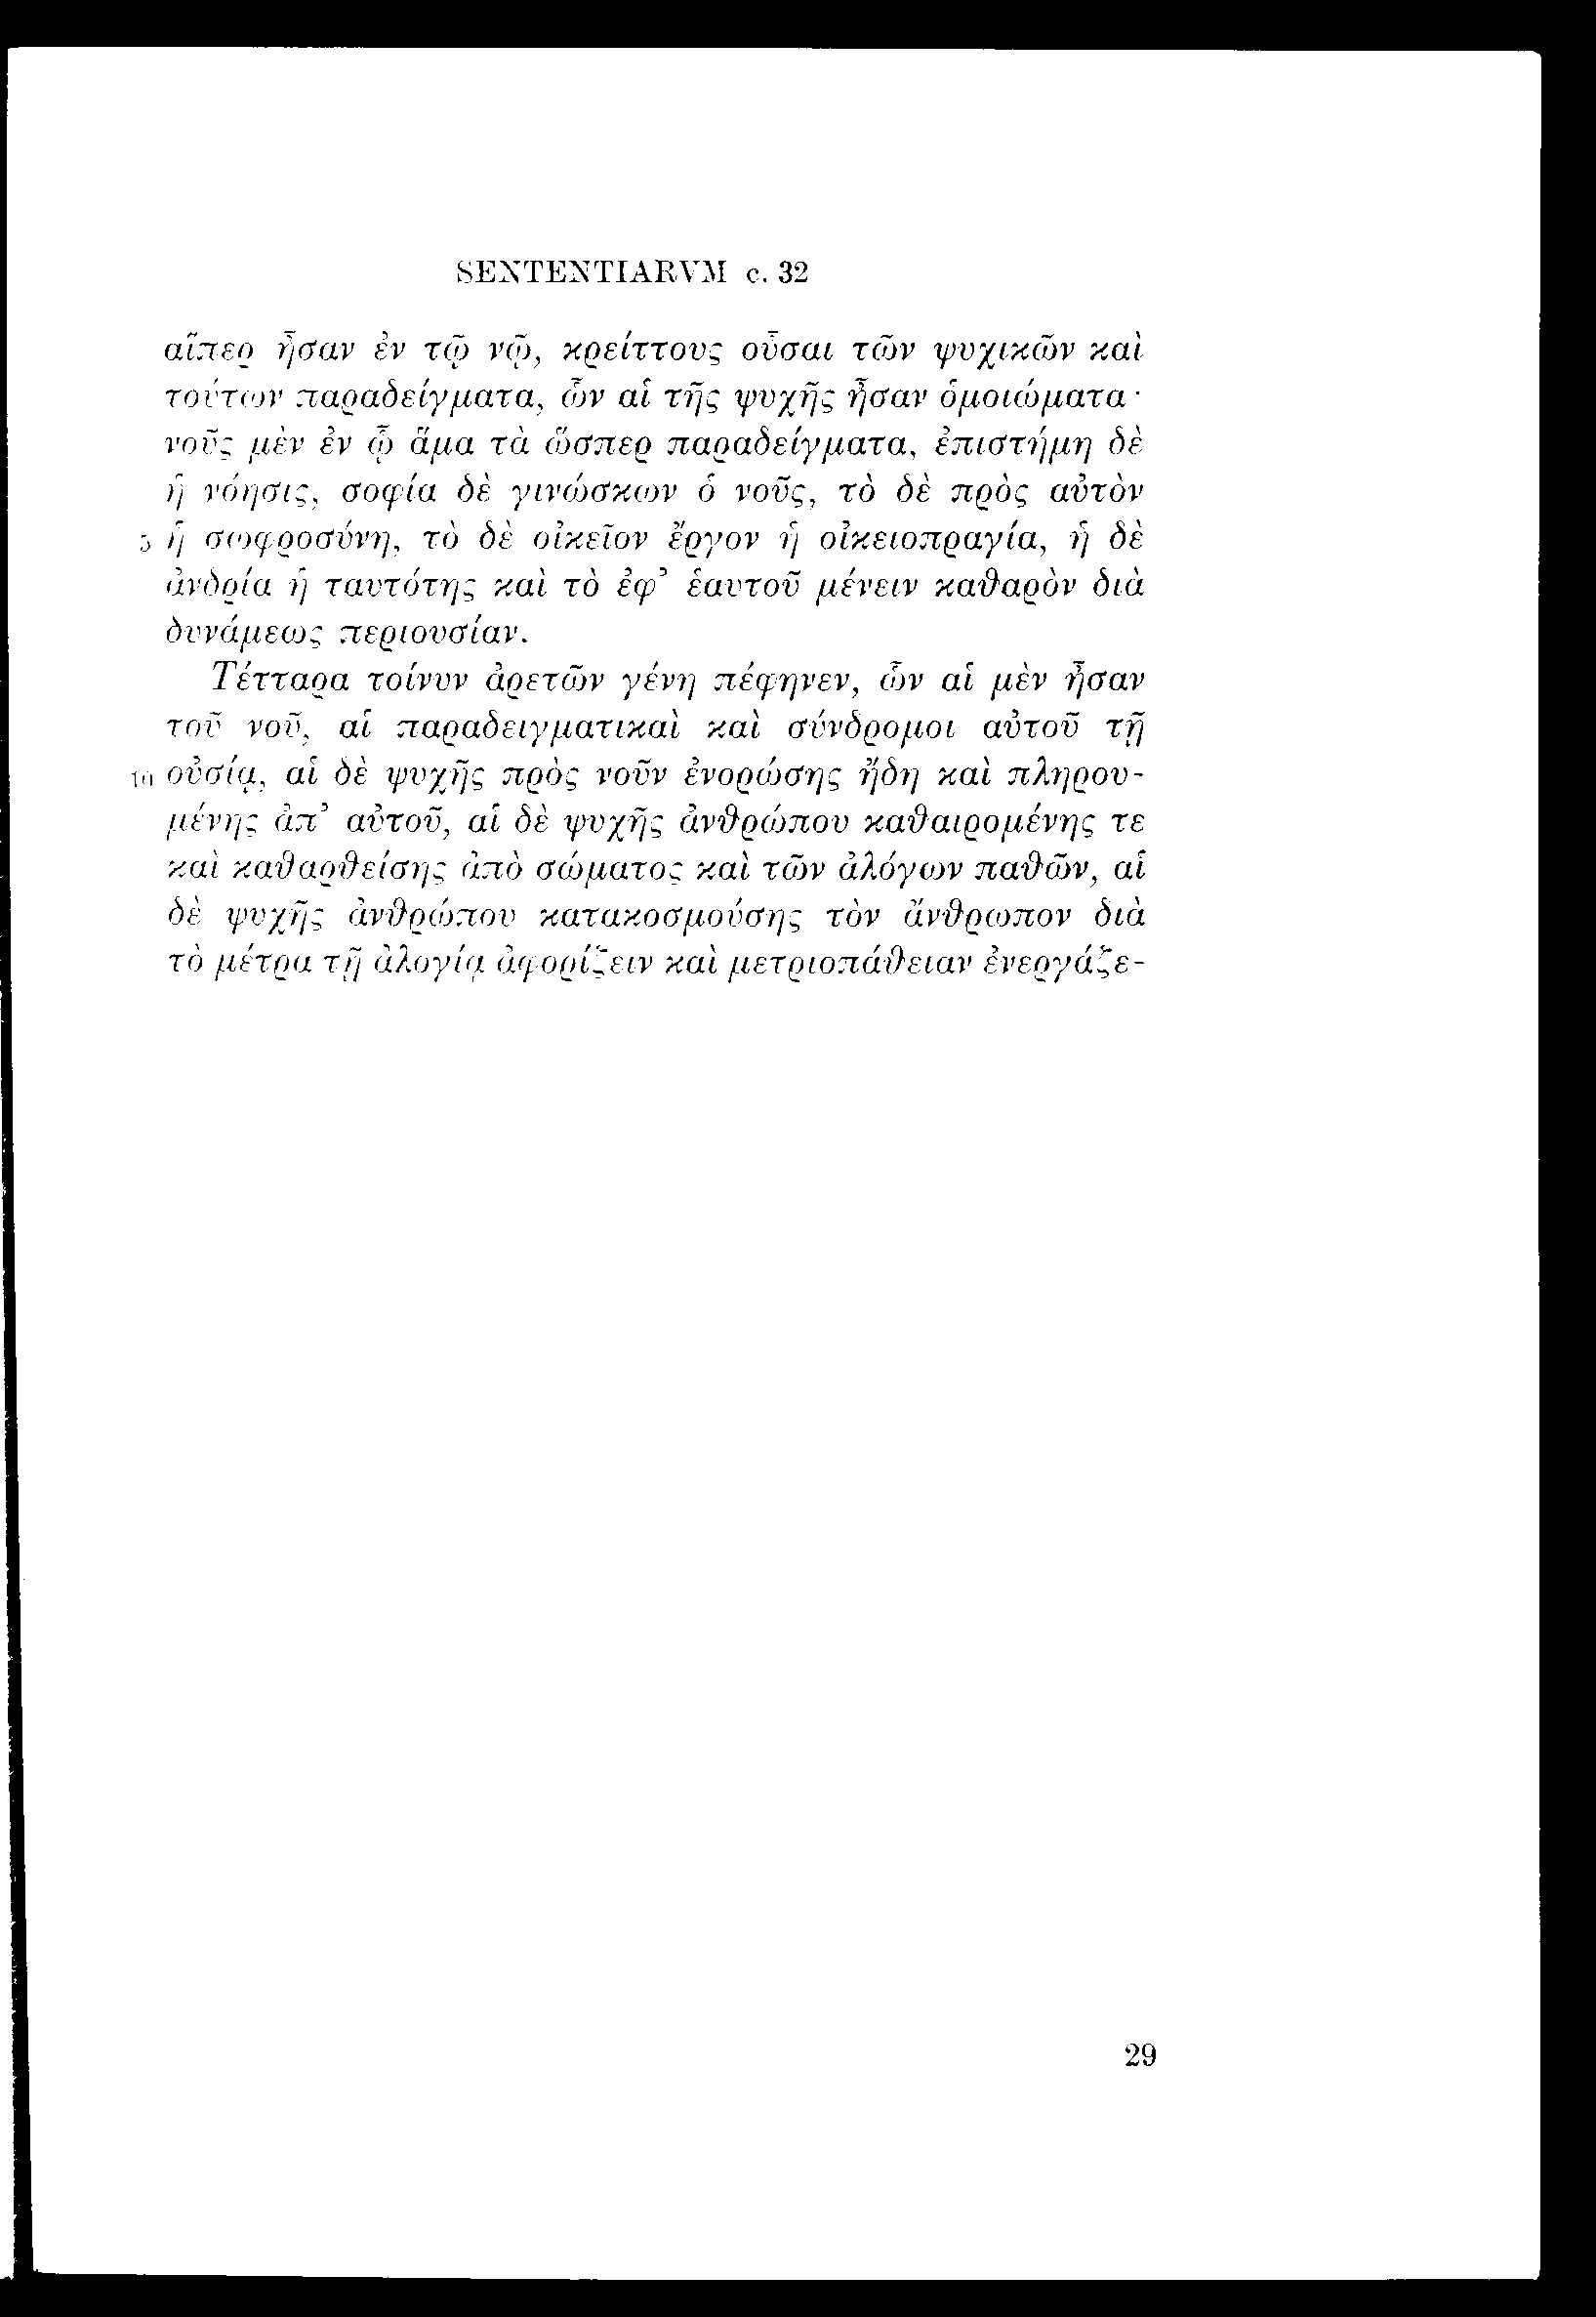 SENTENTIARVM c. 32
αἵπερ ἦσαν ἐν τῷ νῷ, κρείττους οὖσαι τῶν ψυχικῶν καὶ
τούτων παραδείγματα, ὧν αἱ τῆς ψυχῆς ἦσαν ὁμοιώματα·
νοῦς μὲν ἐν ᾧ ἅμα τὰ ὥσπερ παραδείγματα, ἐπιστήμη δὲ
ἡ νόησις, σοφία δὲ γινώσκων ὁ νοῦς, τὸ δὲ πρὸς αὑτὸν
5 ἡ σωφροσύνη, τὸ δὲ οἰκεῖον ἔργον ἡ οἰκειοπραγία, ἡ δὲ
ἀνδρία ἡ ταυτότης καὶ τὸ ἐφ’ ἑαυτοῦ μένειν καθαρὸν διὰ
δυνάμεως περιουσίαν.
Τέτταρα τοίνυν ἀρετῶν γένη πέφηνεν, ὧν αἱ μὲν ἦσαν
τοῦ νοῦ, αἱ παραδειγματικαὶ καὶ σύνδρομοι αὐτοῦ τῇ
10 οὐσίᾳ, αἱ δὲ ψυχῆς πρὸς νοῦν ἐνορώσης ἤδη καὶ πληρου-
μένης ἀπ’ αὐτοῦ, αἱ δὲ ψυχῆς ἀνθρώπου καθαιρομένης τε
καὶ καθαρθείσης ἀπὸ σώματος καὶ τῶν ἀλόγων παθῶν, αἱ
δὲ ψυχῆς ἀνθρώπου κατακοσμούσης τὸν ἄνθρωπον διὰ
τὸ μέτρα τῇ ἀλογίᾳ ἀφορίζειν καὶ μετριοπάθειαν ἐνεργάζε-
29